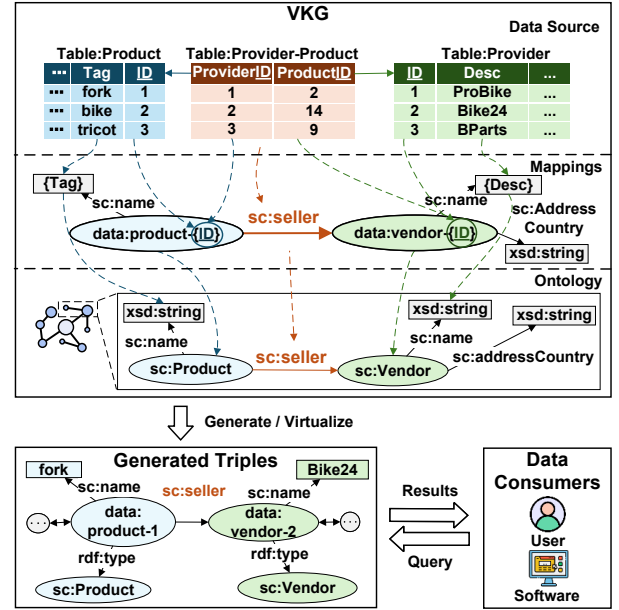 VKG
Data Source
Table:Product Table:Provider-Product Table:Provider
... Tag ID ProviderID ProductID ID Desc ...
... fork 1 1 2 1 ProBike ...
... bike 2 2 14 2 Bike24 ...
... tricot 3 3 9 3 BParts ...
Mappings
{Tag} {Desc}
sc:name sc:name
sc:seller sc:Address
Country
data:product-{ID} data:vendor-{ID}
xsd:string
Ontology
xsd:string xsd:string xsd:string
sc:name sc:name
sc:seller sc:addressCountry
sc:Product sc:Vendor
Generate / Virtualize
Generated Triples
fork Bike24
sc:name sc:seller sc:name
... data:
product-1 data:
vendor-2 ...
rdf:type rdf:type
sc:Product sc:Vendor
Results
Query
Data
Consumers
User
Software